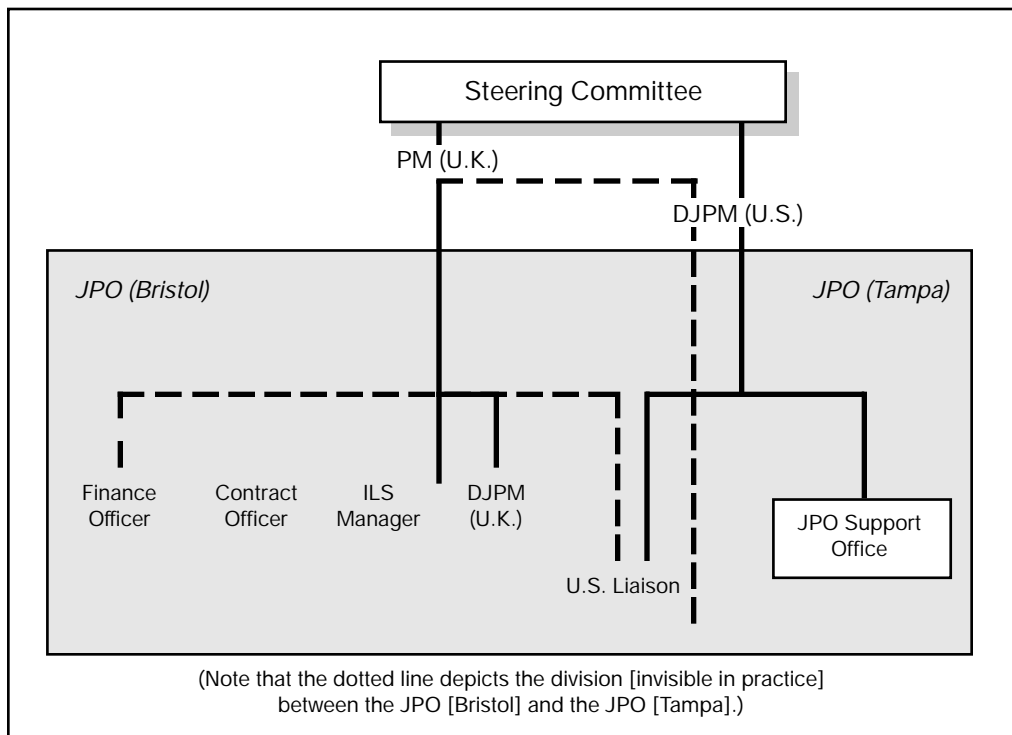 Steering Committee
PM (U.K.)
DJPM (U.S.)
JPO (Bristol)
JPO (Tampa)
Finance
Officer
Contract
Officer
ILS
Manager
DJPM
(U.K.)
U.S. Liaison
JPO Support
Office
(Note that the dotted line depicts the division [invisible in practice]
between the JPO [Bristol] and the JPO [Tampa].)